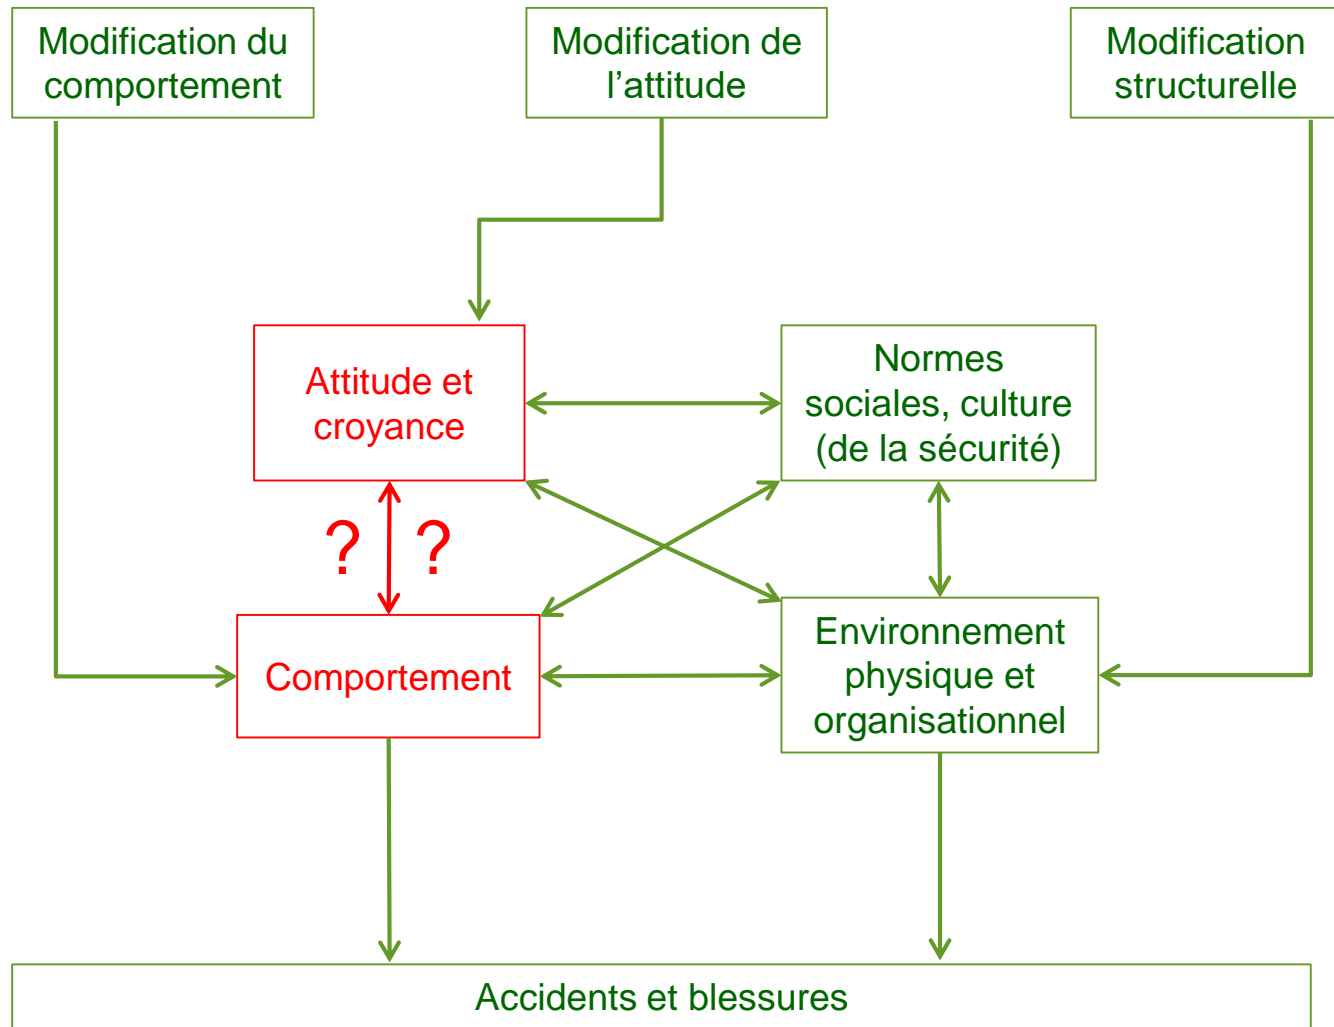 Modification du
comportement
Modification de
l’attitude
Modification
structurelle
Attitude et
croyance
Normes
sociales, culture
(de la sécurité)
? ?
Comportement
Environnement
physique et
organisationnel
Accidents et blessures